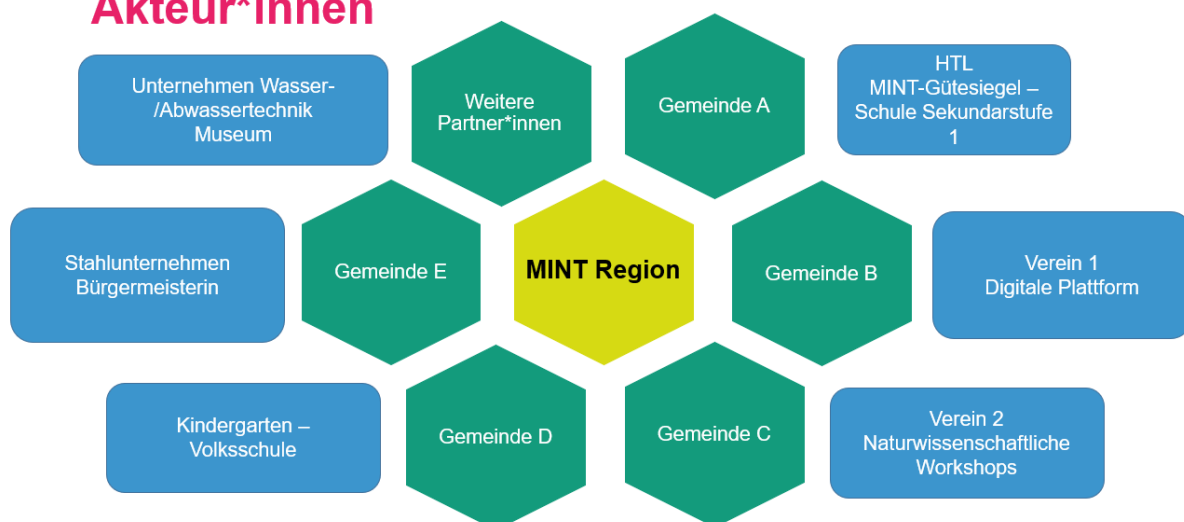 Akteur*innen
Unternehmen Wasser-
/Abwassertechnik
Museum
Weitere
Partner*innen
Gemeinde A
HTL
MINT-Gütesiegel –
Schule Sekundarstufe
1
Stahlunternehmen
Bürgermeisterin
Gemeinde E
MINT Region
Gemeinde B
Verein 1
Digitale Plattform
Kindergarten –
Volksschule
Gemeinde D
Gemeinde C
Verein 2
Naturwissenschaftliche
Workshops